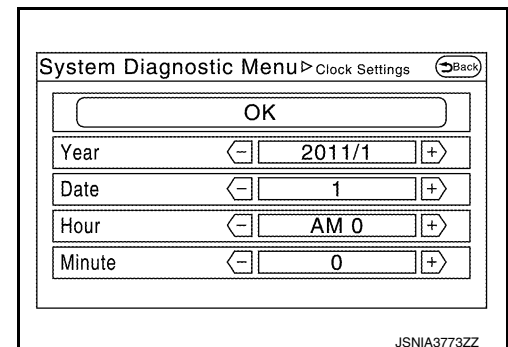 System Diagnostic Menu ▷ Clock Settings Back
OK
Year - 2011/1 +
Date - 1 +
Hour - AM 0 +
Minute - 0 +
JSNIA3773ZZ